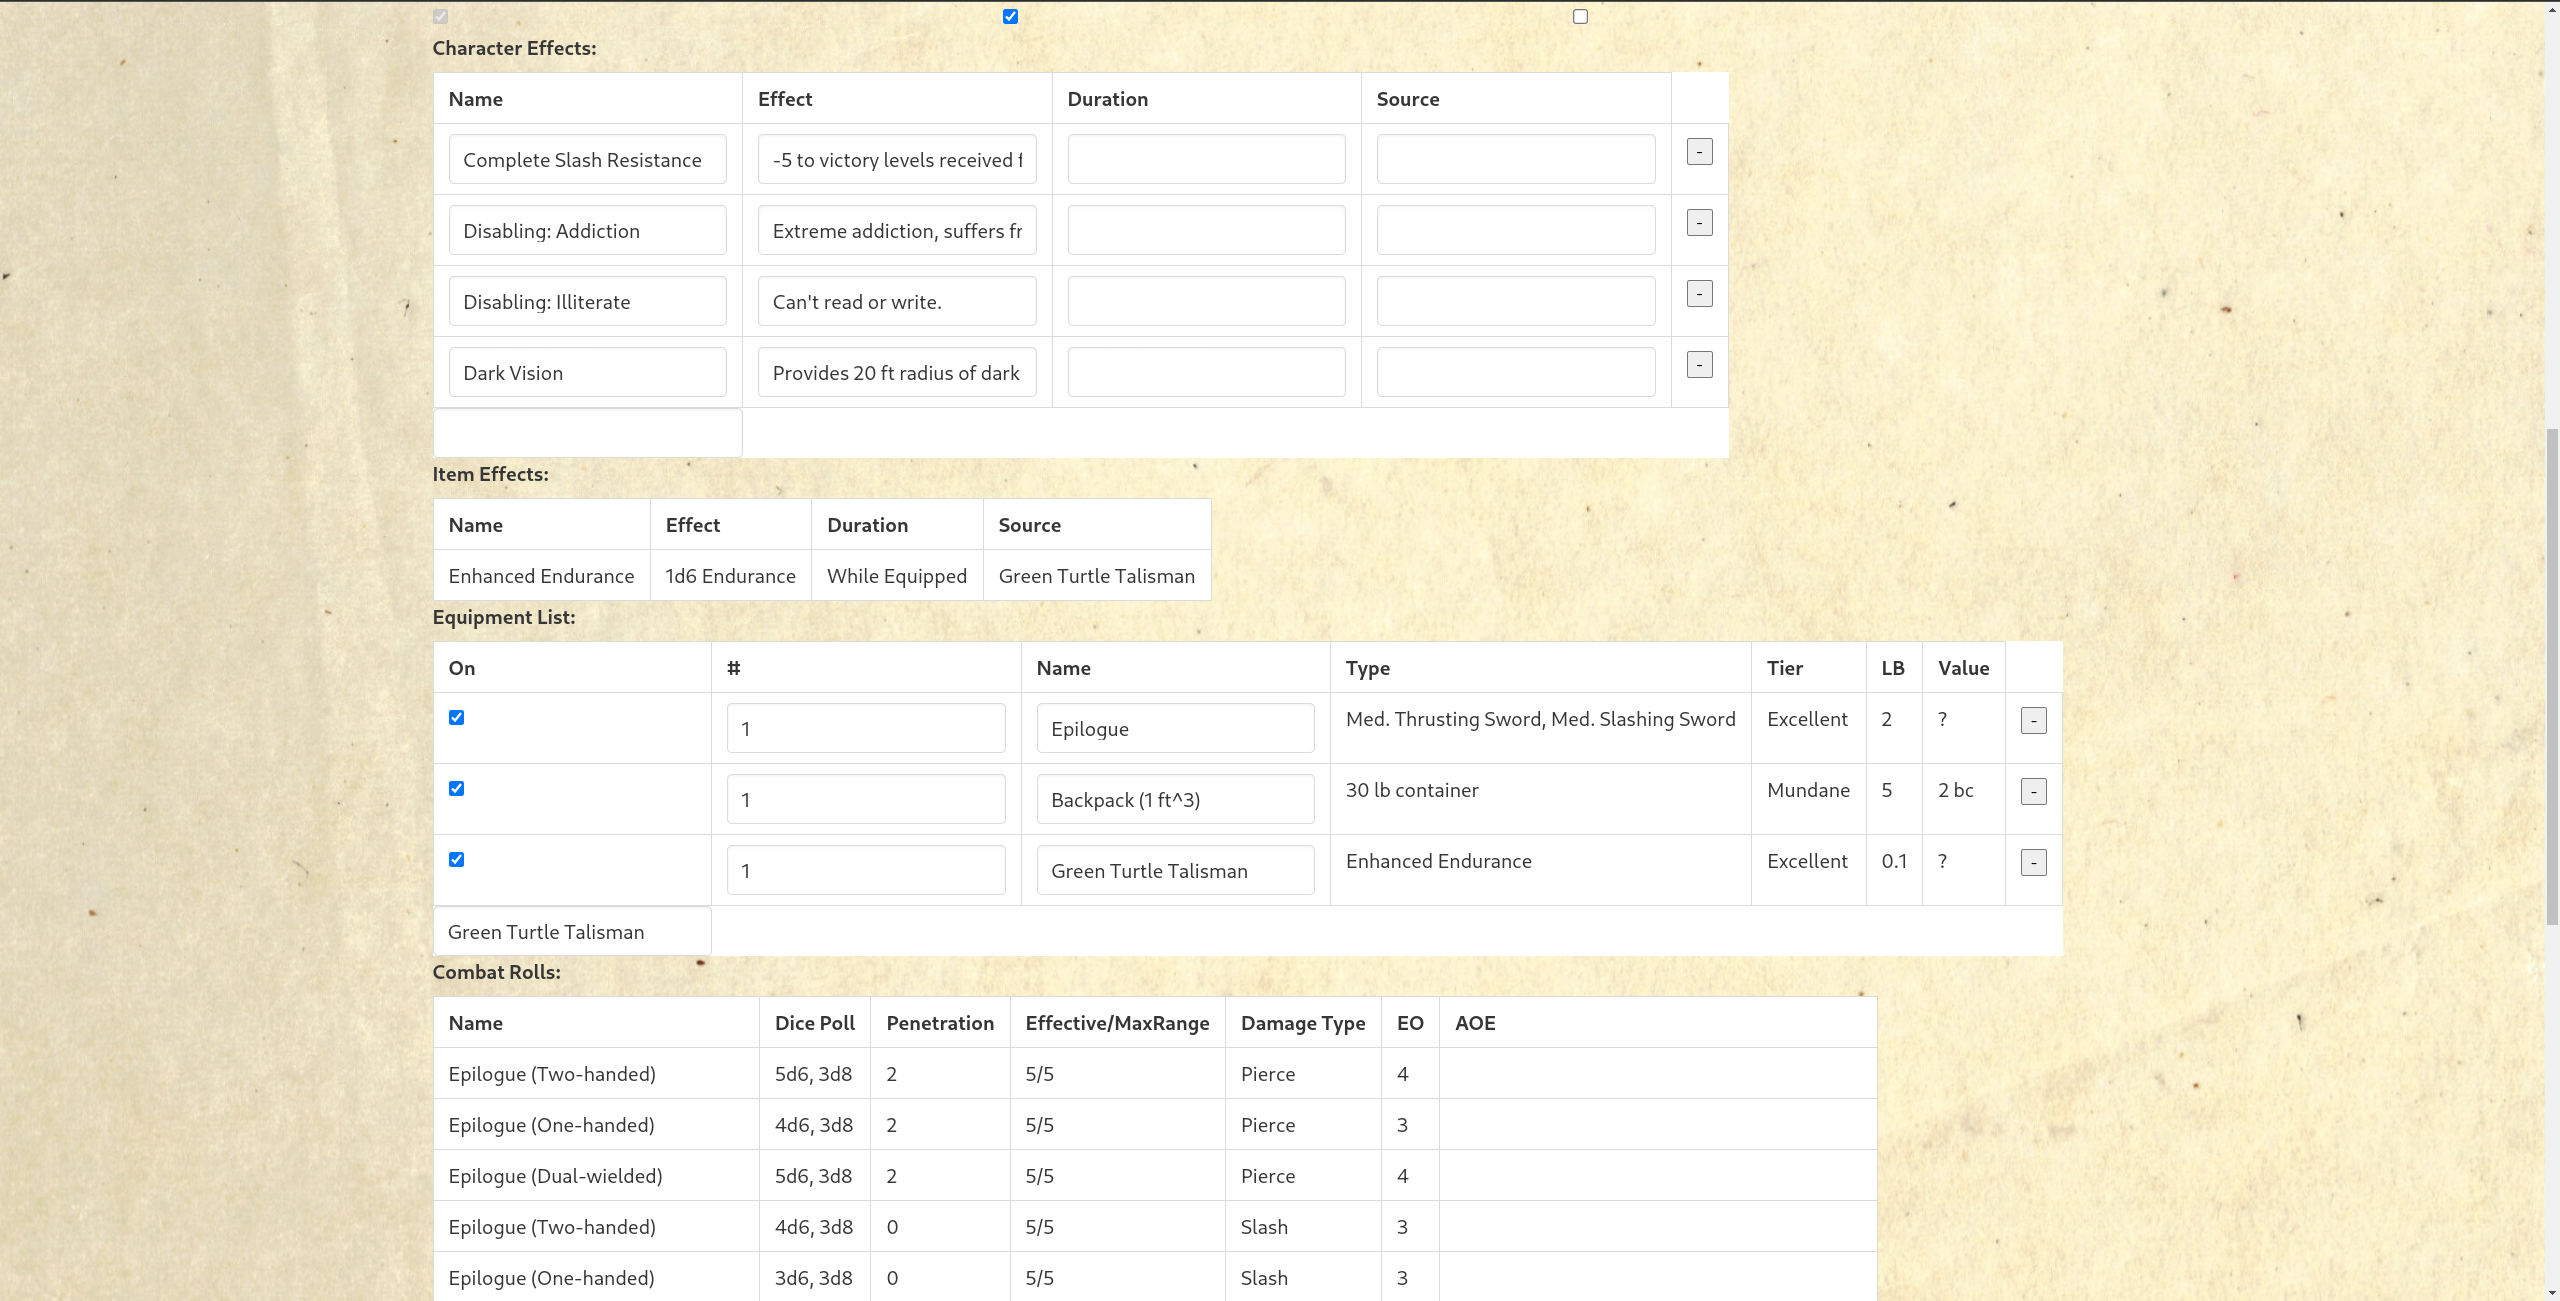 Character Effects:
Name Effect Duration Source
Complete Slash Resistance -5 to victory levels received f -
Disabling: Addiction Extreme addiction, suffers fr -
Disabling: Illiterate Can't read or write. -
Dark Vision Provides 20 ft radius of dark -
Item Effects:
Name Effect Duration Source
Enhanced Endurance 1d6 Endurance While Equipped Green Turtle Talisman
Equipment List:
On # Name Type Tier LB Value
1 Epilogue Med. Thrusting Sword, Med. Slashing Sword Excellent 2 ? -
1 Backpack (1 ft^3) 30 lb container Mundane 5 2 bc -
1 Green Turtle Talisman Enhanced Endurance Excellent 0.1 ? -
Green Turtle Talisman
Combat Rolls:
Name Dice Poll Penetration Effective/MaxRange Damage Type EO AOE
Epilogue (Two-handed) 5d6, 3d8 2 5/5 Pierce 4
Epilogue (One-handed) 4d6, 3d8 2 5/5 Pierce 3
Epilogue (Dual-wielded) 5d6, 3d8 2 5/5 Pierce 4
Epilogue (Two-handed) 4d6, 3d8 0 5/5 Slash 3
Epilogue (One-handed) 3d6, 3d8 0 5/5 Slash 3